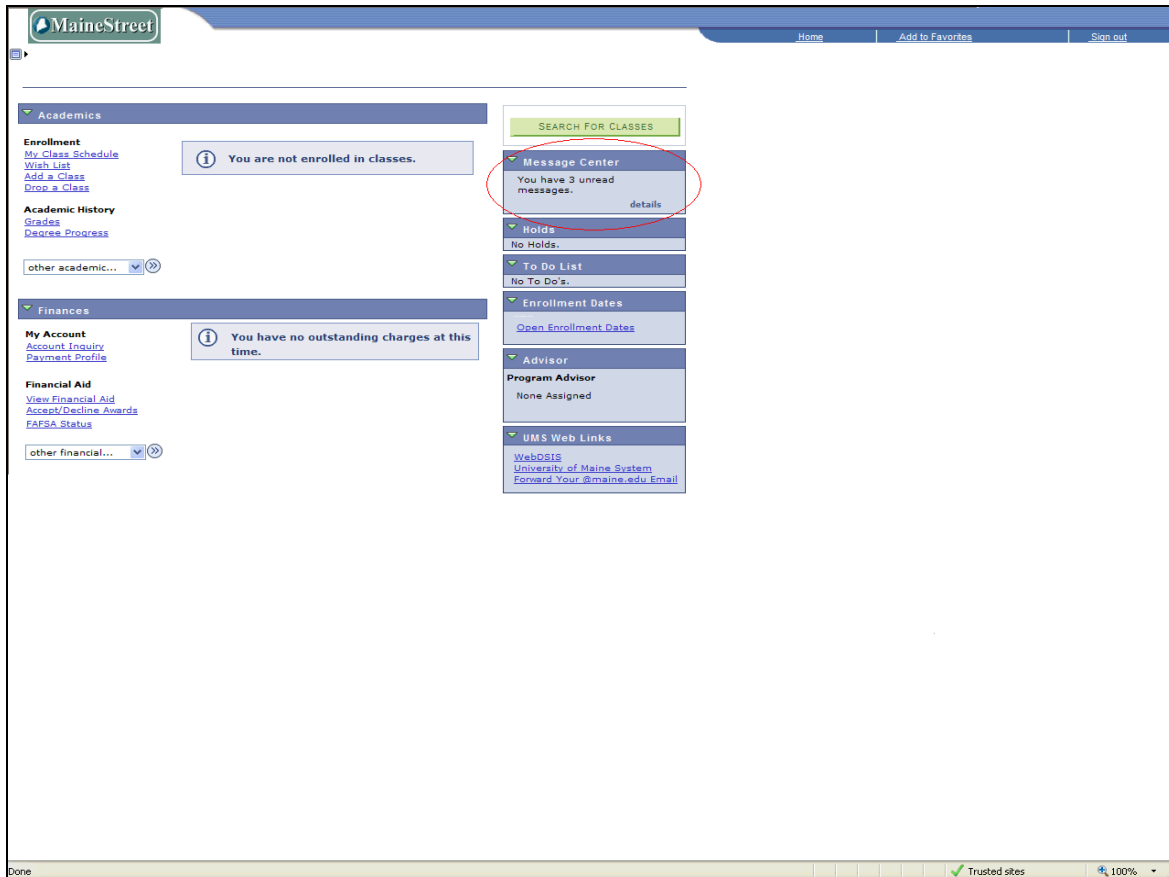 MaineStreet
Home
Add to Favorites
Sign out
Academics
Enrollment
My Class Schedule
Wish List
Add a Class
Drop a Class
You are not enrolled in classes.
Academic History
Grades
Degree Progress
other academic...
Finances
My Account
Account Inquiry
Payment Profile
You have no outstanding charges at this
time.
Financial Aid
View Financial Aid
Accept/Decline Awards
FAFSA Status
other financial...
SEARCH FOR CLASSES
Message Center
You have 3 unread
messages.
details
Holds
No Holds.
To Do List
No To Do's.
Enrollment Dates
Open Enrollment Dates
Advisor
Program Advisor
None Assigned
UMS Web Links
WebDSIS
University of Maine System
Forward Your @maine.edu Email
Done
Trusted sites
100%